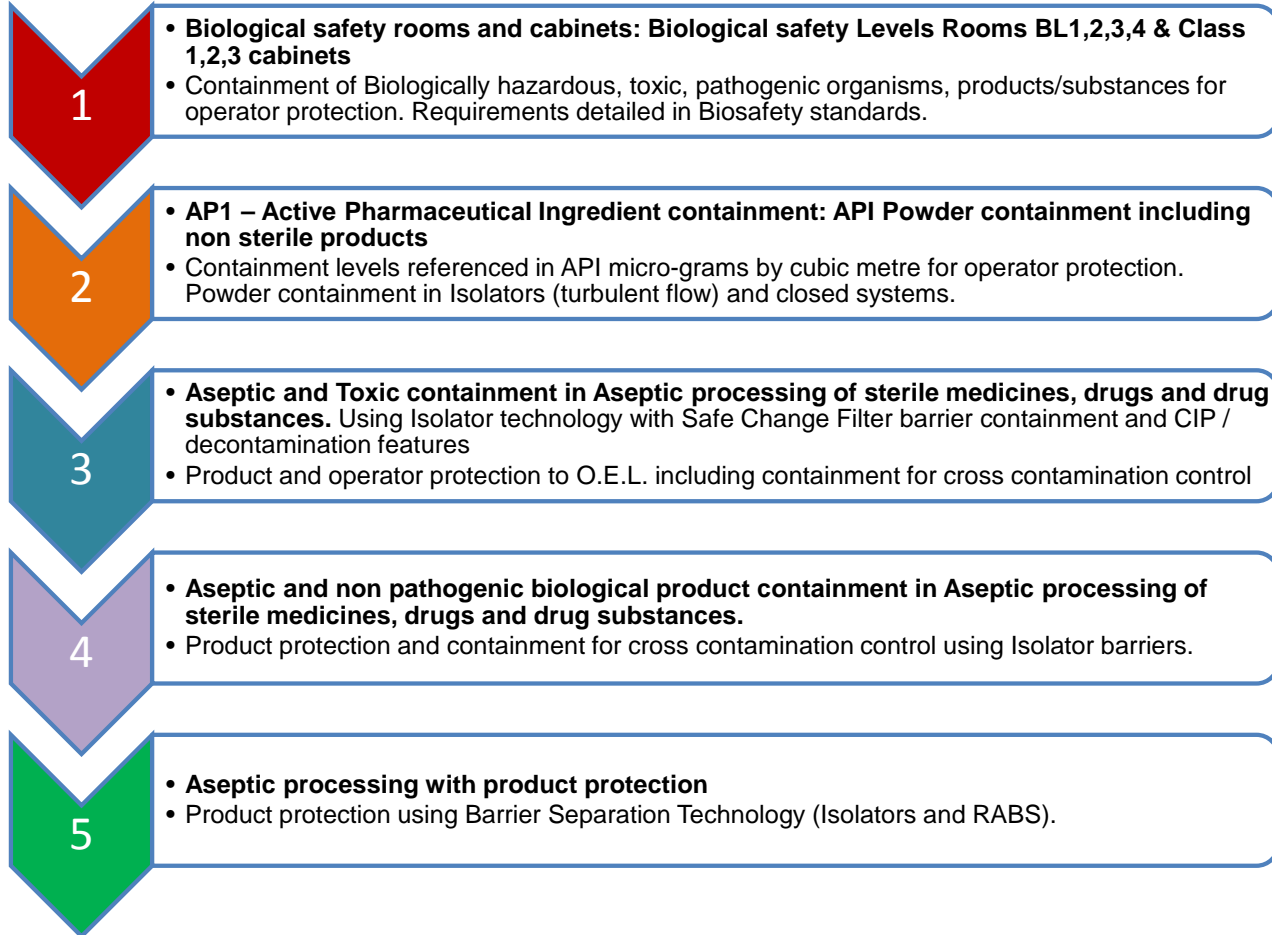 1
• Biological safety rooms and cabinets: Biological safety Levels Rooms BL1,2,3,4 & Class
1,2,3 cabinets
• Containment of Biologically hazardous, toxic, pathogenic organisms, products/substances for
operator protection. Requirements detailed in Biosafety standards.
2
• AP1 – Active Pharmaceutical Ingredient containment: API Powder containment including
non sterile products
• Containment levels referenced in API micro-grams by cubic metre for operator protection.
Powder containment in Isolators (turbulent flow) and closed systems.
3
• Aseptic and Toxic containment in Aseptic processing of sterile medicines, drugs and drug
substances. Using Isolator technology with Safe Change Filter barrier containment and CIP /
decontamination features
• Product and operator protection to O.E.L. including containment for cross contamination control
4
• Aseptic and non pathogenic biological product containment in Aseptic processing of
sterile medicines, drugs and drug substances.
• Product protection and containment for cross contamination control using Isolator barriers.
5
• Aseptic processing with product protection
• Product protection using Barrier Separation Technology (Isolators and RABS).